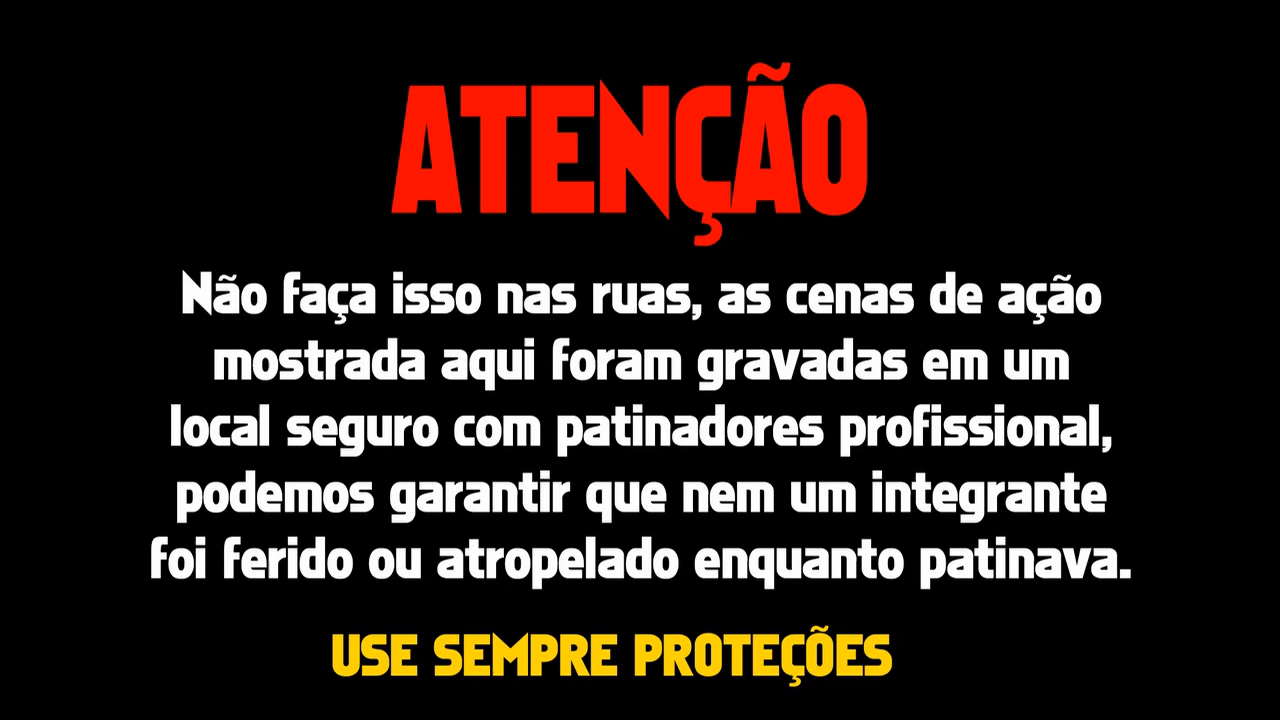 ATENÇÃO
Não faça isso nas ruas, as cenas de ação
mostrada aqui foram gravadas em um
local seguro com patinadores profissional,
podemos garantir que nem um integrante
foi ferido ou atropelado enquanto patinava.
USE SEMPRE PROTEÇÕES